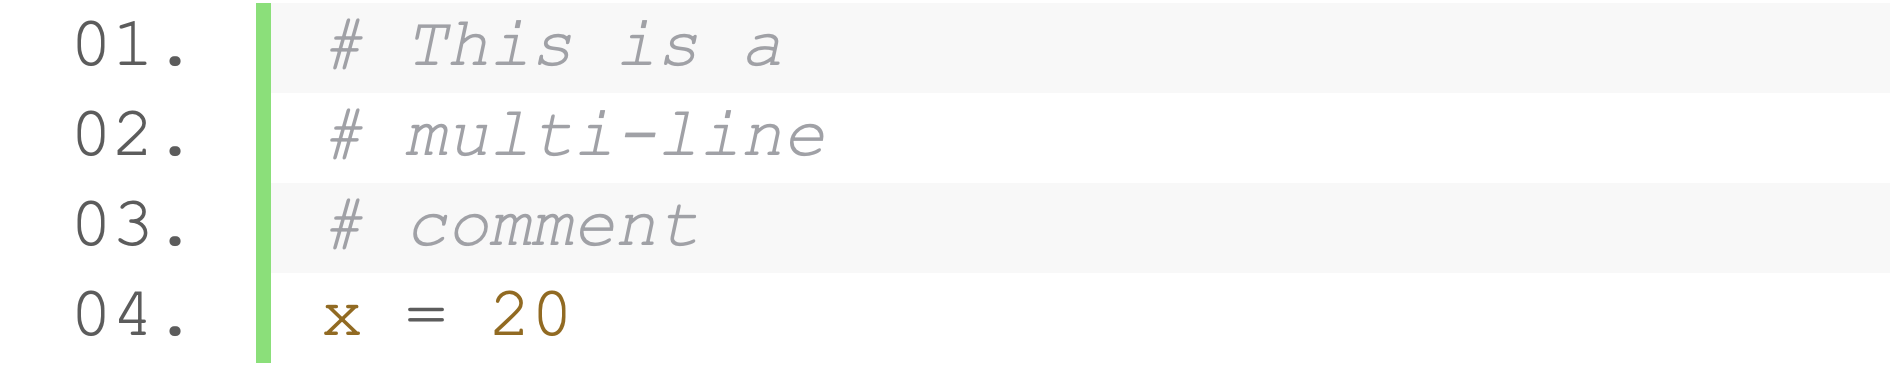 01. # This is a
02. # multi-line
03. # comment
04. x = 20